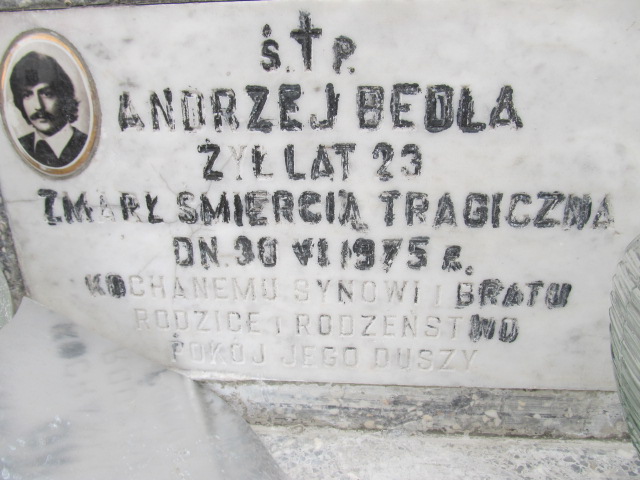 Ś. P.
ANDRZEJ BEDŁA
ŻYŁ LAT 23
ZMARŁ ŚMIERCIĄ TRAGICZNĄ
DN. 30 VI 1975 r.
KOCHANEMU SYNOWI I BRATU
RODZICE I RODZEŃSTWO
POKÓJ JEGO DUSZY